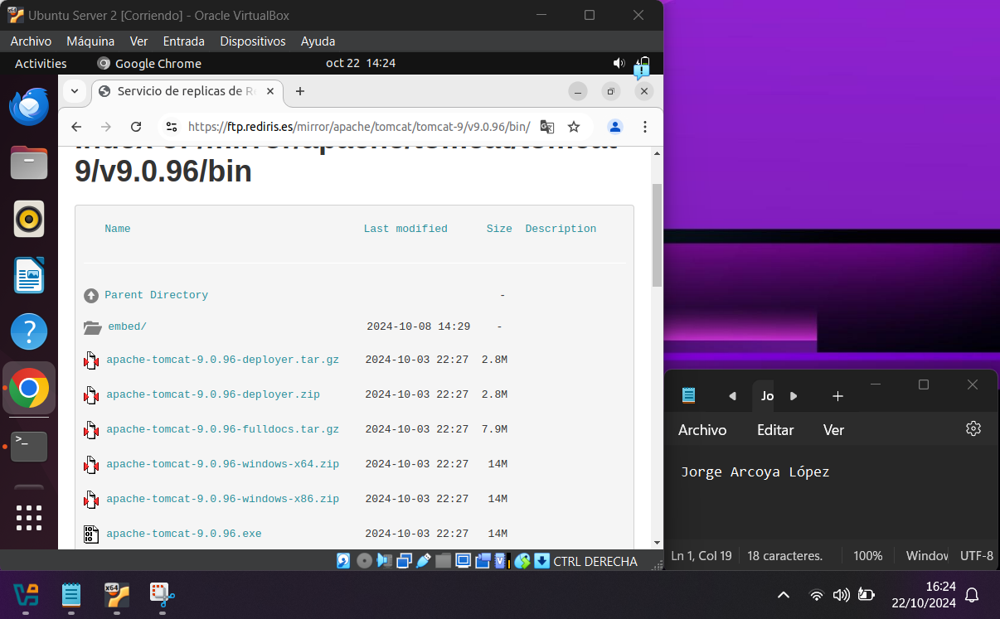 Ubuntu Server 2 [Corriendo] - Oracle VirtualBox
Archivo Máquina Ver Entrada Dispositivos Ayuda
Activities Google Chrome oct 22 14:24
Servicio de replicas de Re
https://ftp.rediris.es/mirror/apache/tomcat/tomcat-9/v9.0.96/bin/
Index of /mirror/apache/tomcat/tomcat-
9/v9.0.96/bin
Name Last modified Size Description
Parent Directory -
embed/ 2024-10-08 14:29 -
apache-tomcat-9.0.96-deployer.tar.gz 2024-10-03 22:27 2.8M
apache-tomcat-9.0.96-deployer.zip 2024-10-03 22:27 2.8M
apache-tomcat-9.0.96-fulldocs.tar.gz 2024-10-03 22:27 7.9M
apache-tomcat-9.0.96-windows-x64.zip 2024-10-03 22:27 14M
apache-tomcat-9.0.96-windows-x86.zip 2024-10-03 22:27 14M
apache-tomcat-9.0.96.exe 2024-10-03 22:27 14M
CTRL DERECHA
Jo
Archivo Editar Ver
Jorge Arcoya López
Ln 1, Col 19 18 caracteres. 100% Window UTF-8
16:24
22/10/2024